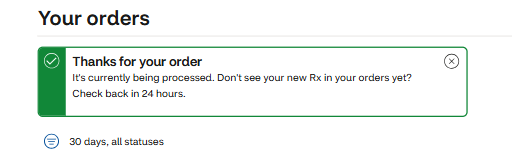 Your orders
Thanks for your order
It's currently being processed. Don't see your new Rx in your orders yet?
Check back in 24 hours.
30 days, all statuses